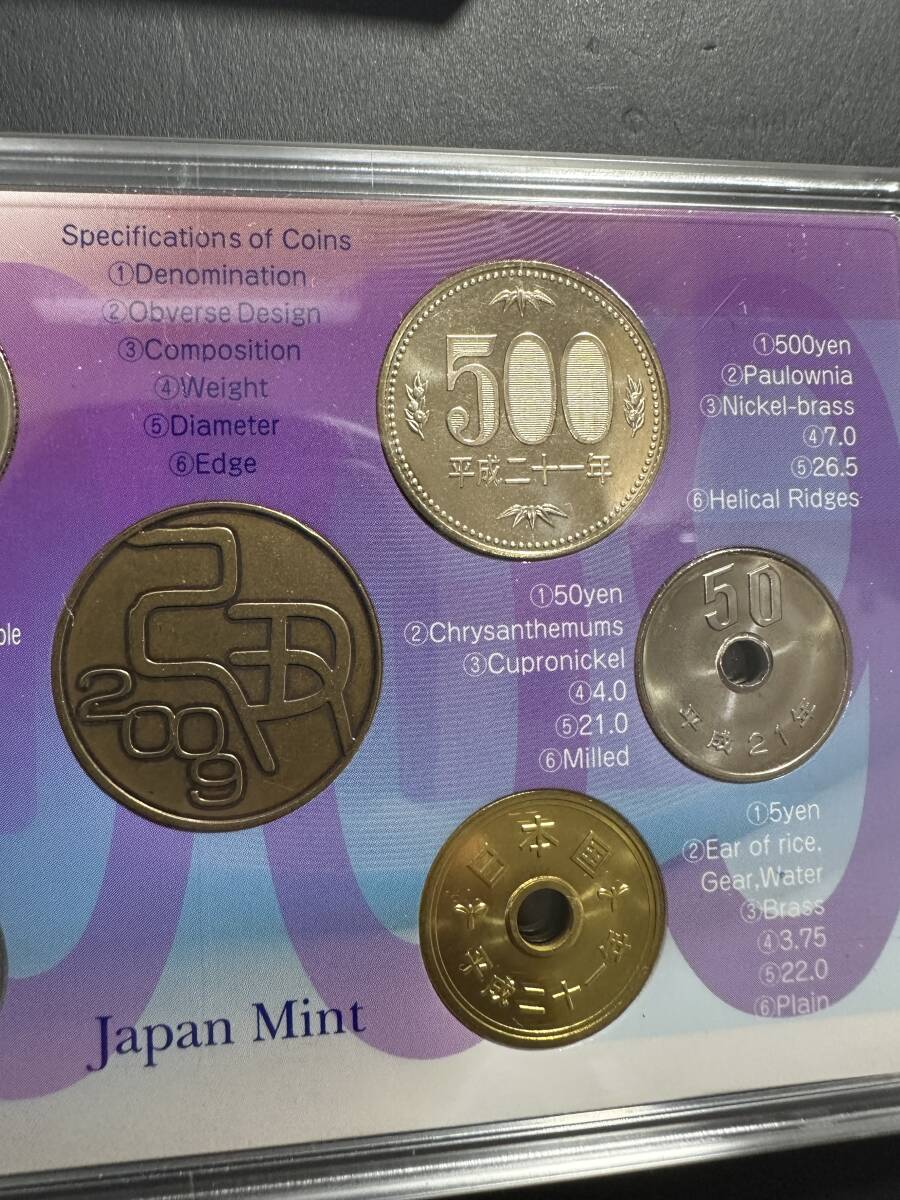 Specifications of Coins
①Denomination
②Obverse Design
③Composition
④Weight
⑤Diameter
⑥Edge
500
平成二十一年
①500yen
②Paulownia
③Nickel-brass
④7.0
⑤26.5
⑥Helical Ridges
2009
①50yen
②Chrysanthemums
③Cupronickel
④4.0
⑤21.0
⑥Milled
50
平成21年
日本国
平成二十一年
①5yen
②Ear of rice,
Gear,Water
③Brass
④3.75
⑤22.0
⑥Plain
Japan Mint